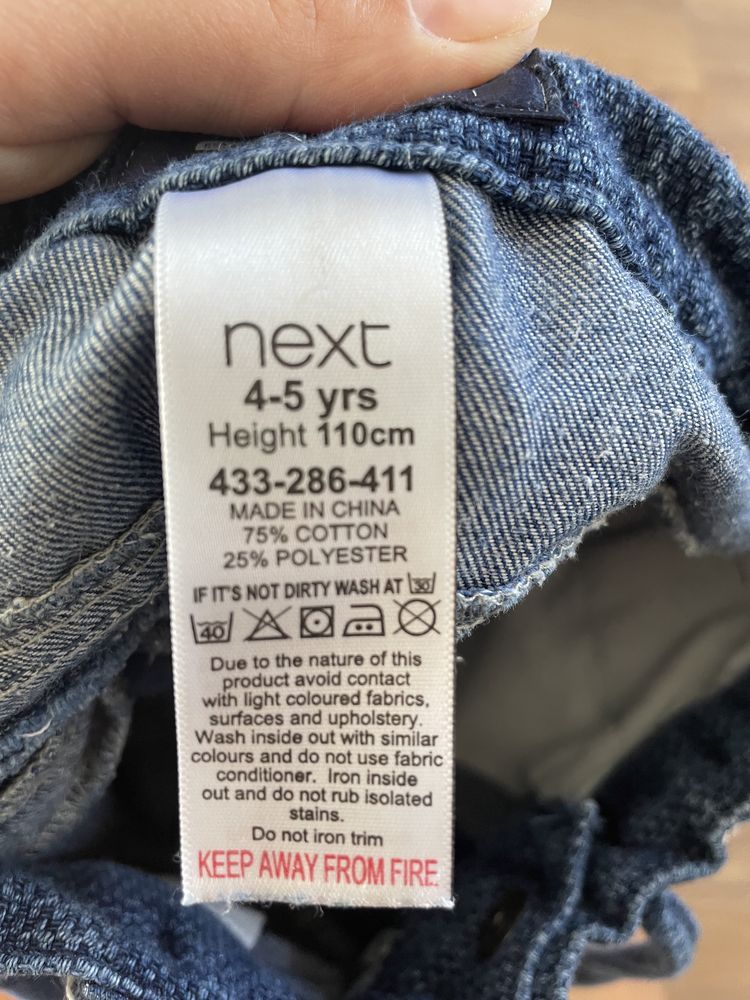 next
4-5 yrs
Height 110cm
433-286-411
MADE IN CHINA
75% COTTON
25% POLYESTER
IF IT'S NOT DIRTY WASH AT 30
40
Due to the nature of this
product avoid contact
with light coloured fabrics,
surfaces and upholstery.
Wash inside out with similar
colours and do not use fabric
conditioner. Iron inside
out and do not rub isolated
stains.
Do not iron trim
KEEP AWAY FROM FIRE